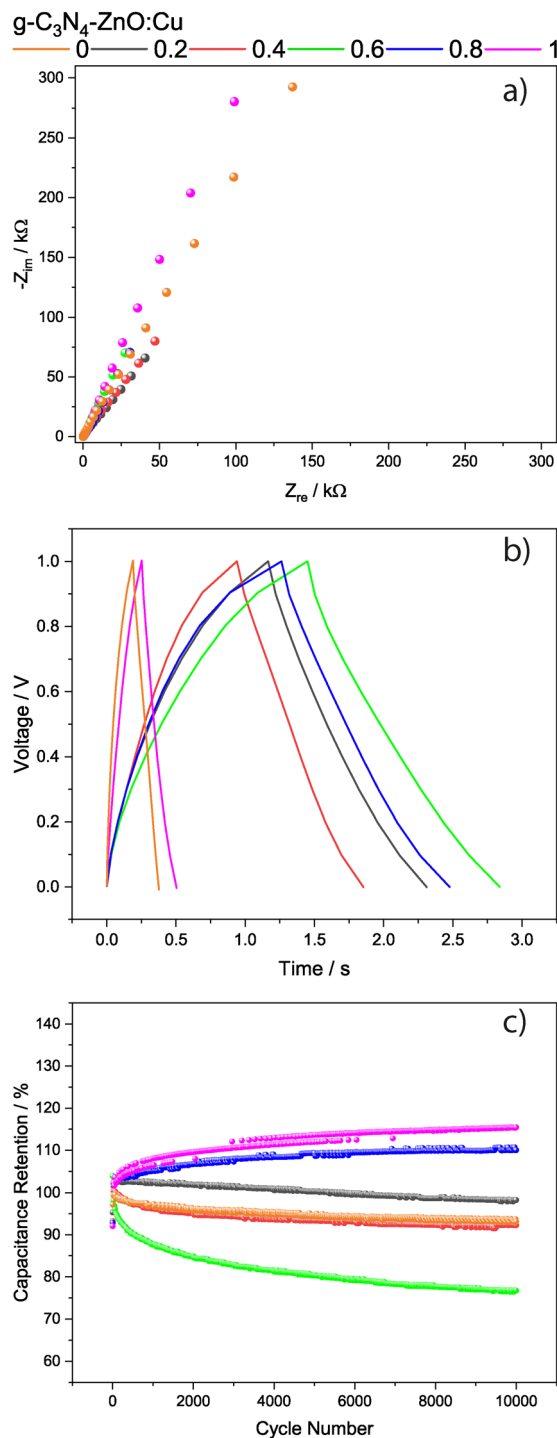 g-C₃N₄-ZnO:Cu
0 0.2 0.4 0.6 0.8 1
a)
300
250
200
150
100
50
0
-Z_im / kΩ
0 50 100 150 200 250 300
Z_re / kΩ
b)
1.0
0.8
0.6
0.4
0.2
0.0
Voltage / V
0.0 0.5 1.0 1.5 2.0 2.5 3.0
Time / s
c)
140
130
120
110
100
90
80
70
60
Capacitance Retention / %
0 2000 4000 6000 8000 10000
Cycle Number